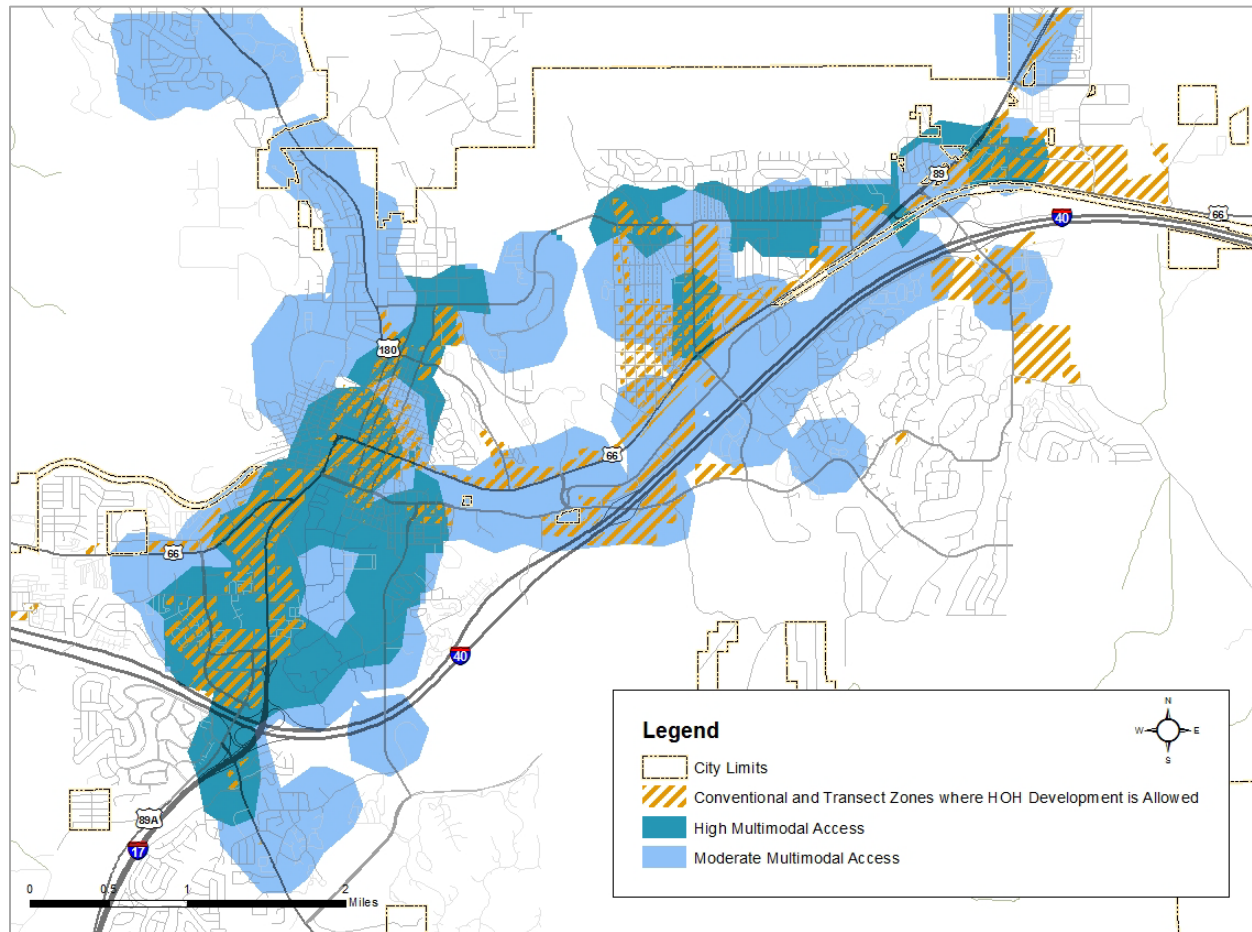 89
66
40
180
66
66
40
89A
17
N
W E
S
Legend
City Limits
Conventional and Transect Zones where HOH Development is Allowed
High Multimodal Access
Moderate Multimodal Access
0 0.5 1 2
Miles